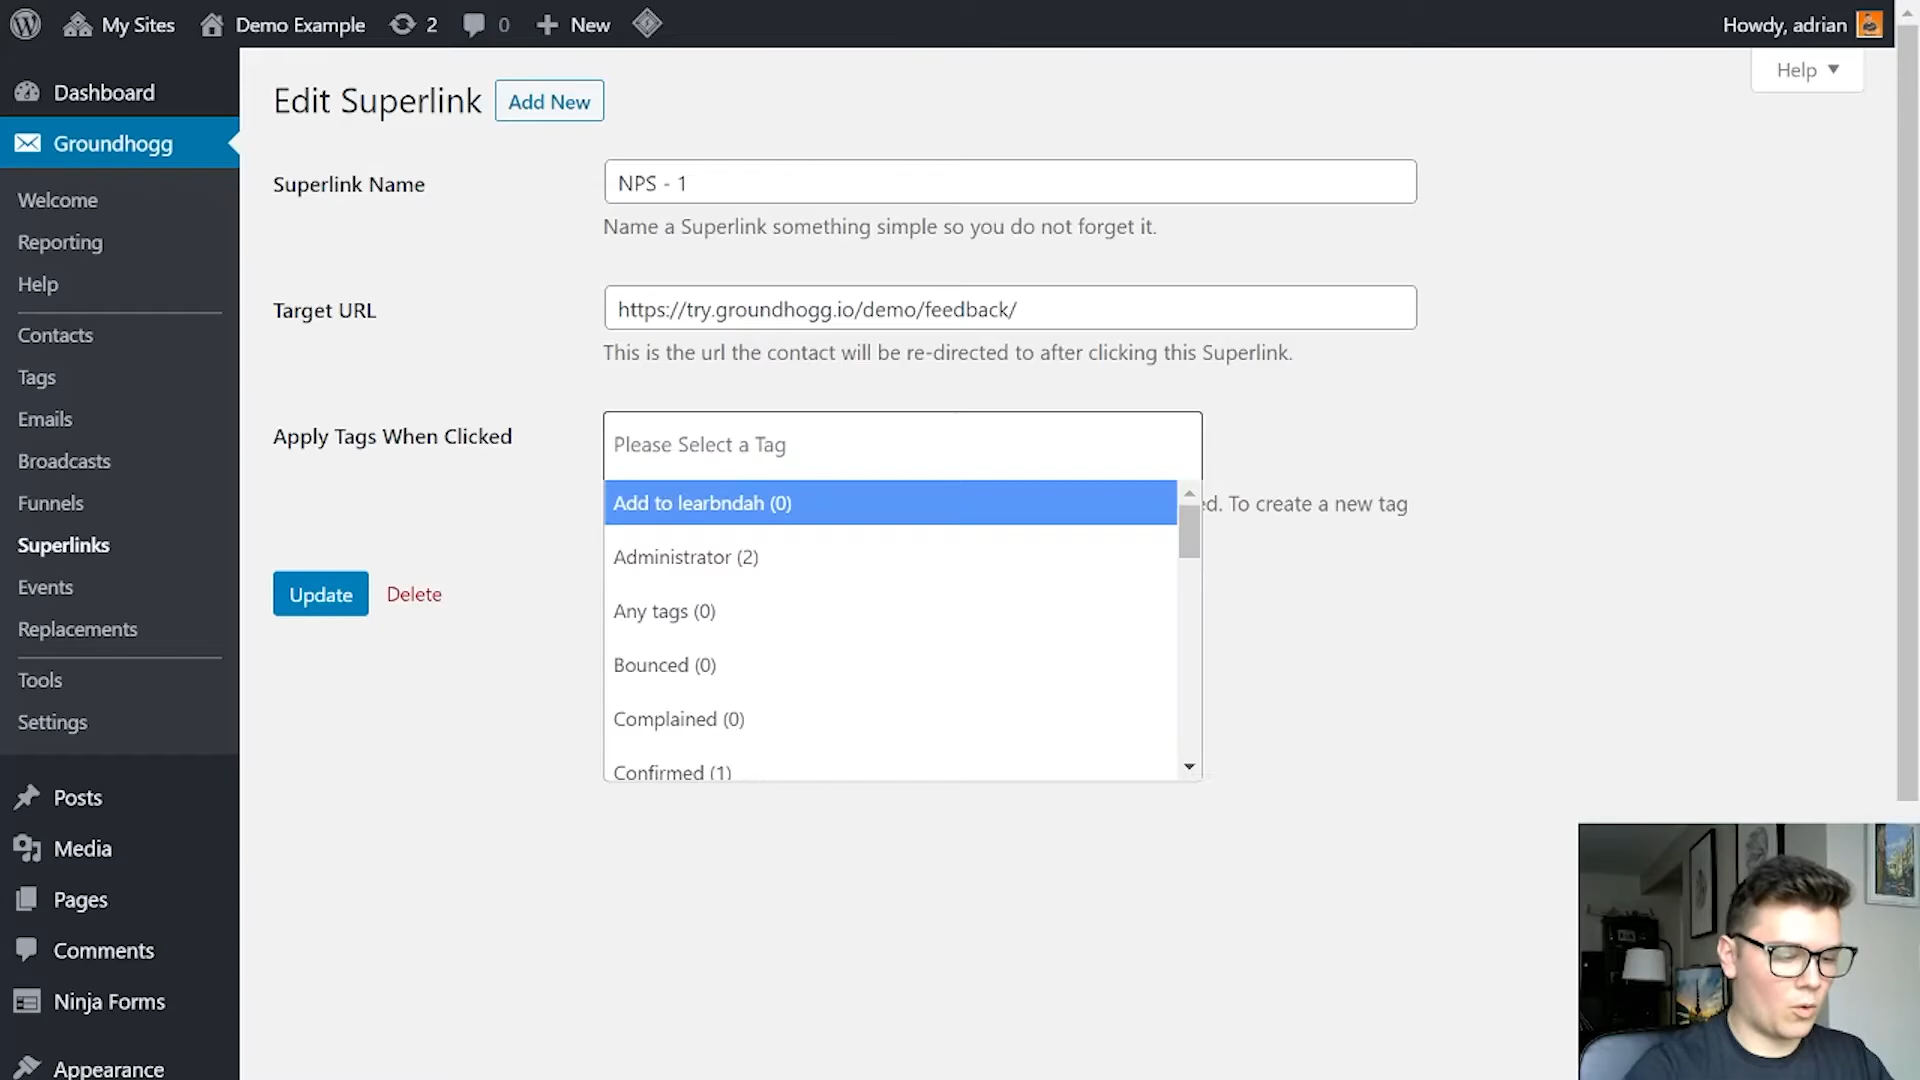 My Sites
Demo Example
2
0
New
Howdy, adrian
Help
Dashboard
Groundhogg
Welcome
Reporting
Help
Contacts
Tags
Emails
Broadcasts
Funnels
Superlinks
Events
Replacements
Tools
Settings
Posts
Media
Pages
Comments
Ninja Forms
Appearance
Edit Superlink
Add New
Superlink Name
NPS - 1
Name a Superlink something simple so you do not forget it.
Target URL
https://try.groundhogg.io/demo/feedback/
This is the url the contact will be re-directed to after clicking this Superlink.
Apply Tags When Clicked
Please Select a Tag
Add to learbndah (0)
d. To create a new tag
Administrator (2)
Any tags (0)
Bounced (0)
Complained (0)
Confirmed (1)
Update
Delete